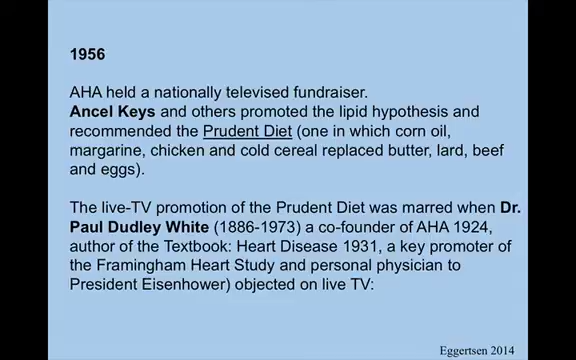 1956
AHA held a nationally televised fundraiser.
Ancel Keys and others promoted the lipid hypothesis and
recommended the Prudent Diet (one in which corn oil,
margarine, chicken and cold cereal replaced butter, lard, beef
and eggs).
The live-TV promotion of the Prudent Diet was marred when Dr.
Paul Dudley White (1886-1973) a co-founder of AHA 1924,
author of the Textbook: Heart Disease 1931, a key promoter of
the Framingham Heart Study and personal physician to
President Eisenhower) objected on live TV:
Eggertsen 2014